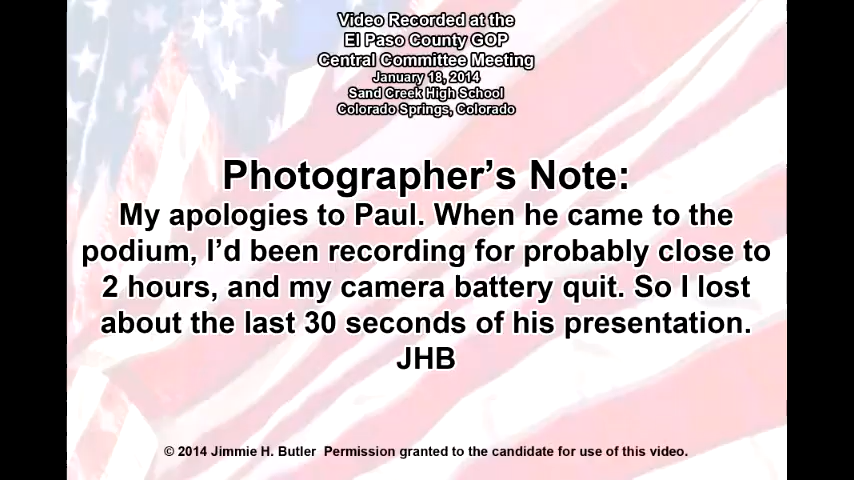 Video Recorded at the
El Paso County GOP
Central Committee Meeting
January 18, 2014
Sand Creek High School
Colorado Springs, Colorado
Photographer's Note:
My apologies to Paul. When he came to the
podium, I'd been recording for probably close to
2 hours, and my camera battery quit. So I lost
about the last 30 seconds of his presentation.
JHB
© 2014 Jimmie H. Butler  Permission granted to the candidate for use of this video.